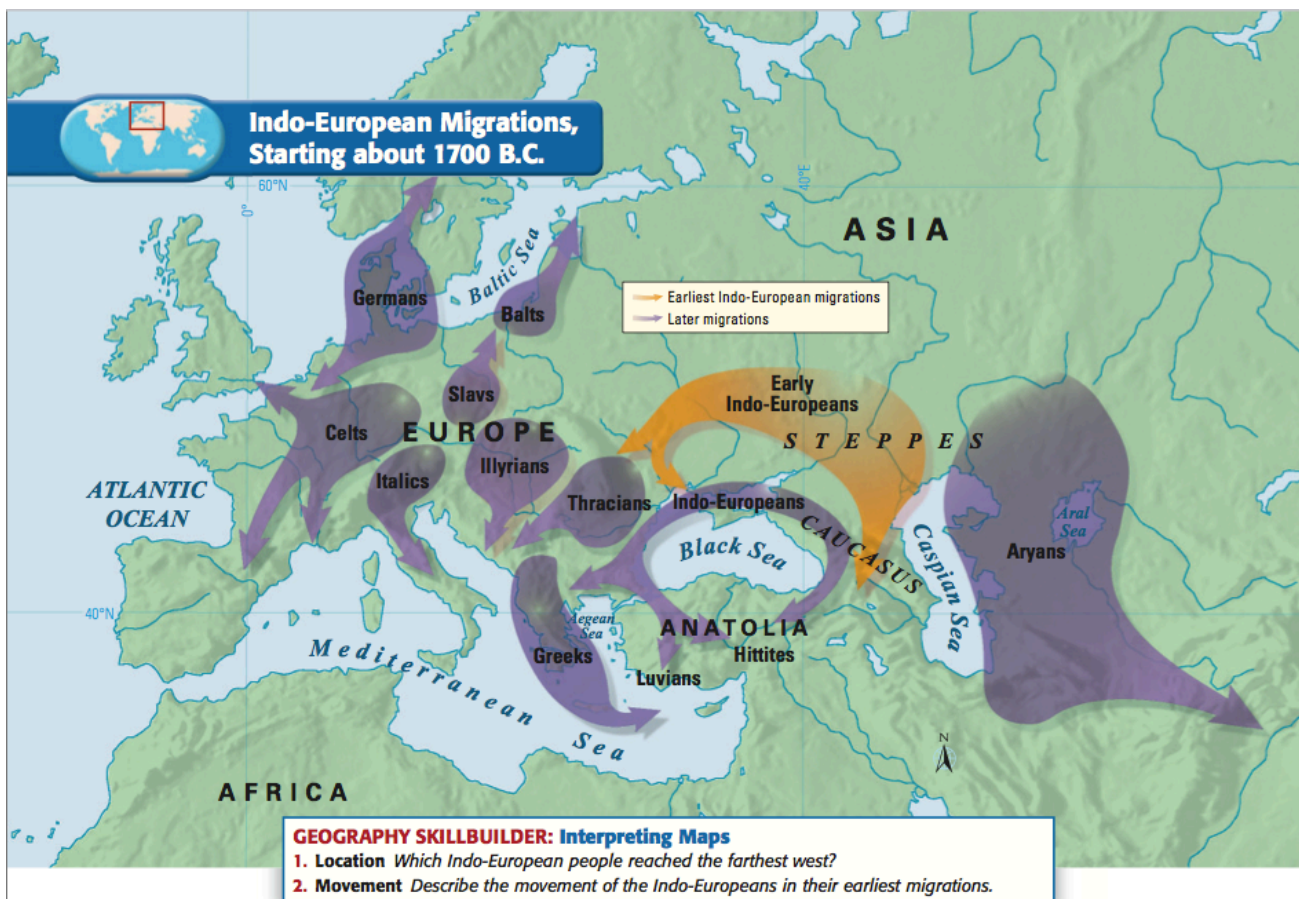 Indo-European Migrations,
Starting about 1700 B.C.
60°N
0°
40°E
ASIA
Baltic Sea
Germans
Balts
Earliest Indo-European migrations
Later migrations
Early
Indo-Europeans
Slavs
STEPPES
Celts
EUROPE
Illyrians
Italics
ATLANTIC
OCEAN
Thracians
Indo-Europeans
Aral
Sea
Aryans
CAUCASUS
Black Sea
Caspian Sea
40°N
Aegean
Sea
ANATOLIA
Hittites
Greeks
Luvians
Mediterranean Sea
N
AFRICA
GEOGRAPHY SKILLBUILDER: Interpreting Maps
1. Location Which Indo-European people reached the farthest west?
2. Movement Describe the movement of the Indo-Europeans in their earliest migrations.